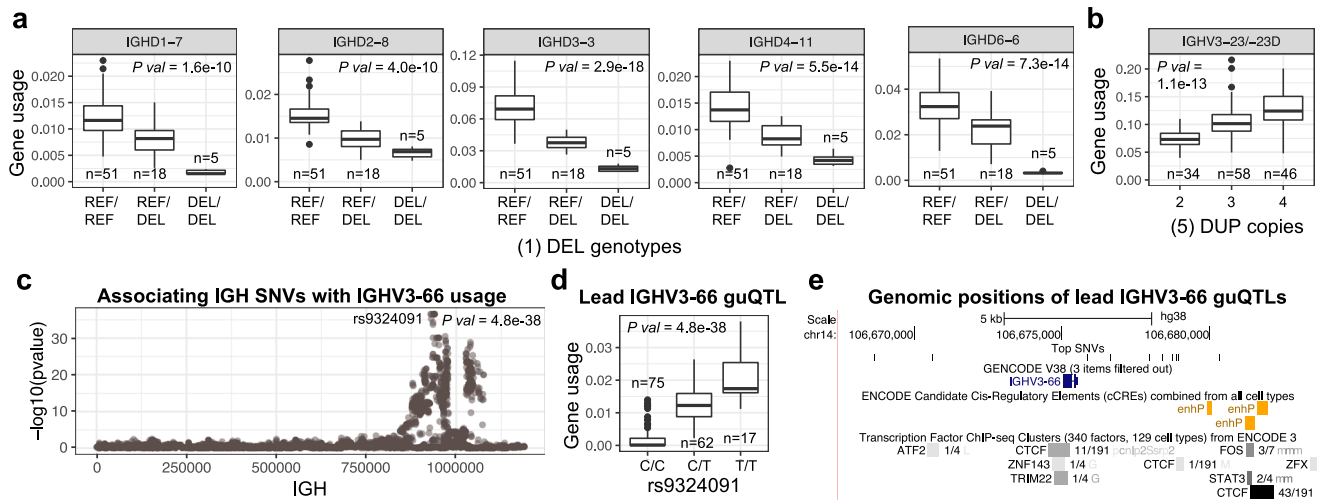 a
b
IGHD1–7
IGHD2–8
IGHD3–3
IGHD4–11
IGHD6–6
IGHV3–23/–23D
Gene usage
0.020
0.015
0.010
0.005
0.000
P val = 1.6e-10
n=51
n=18
n=5
REF/REF
REF/DEL
DEL/DEL
0.02
0.01
0.00
P val = 4.0e-10
n=51
n=18
n=5
REF/REF
REF/DEL
DEL/DEL
0.12
0.09
0.06
0.03
0.00
P val = 2.9e-18
n=51
n=18
n=5
REF/REF
REF/DEL
DEL/DEL
0.020
0.015
0.010
0.005
0.000
P val = 5.5e-14
n=51
n=18
n=5
REF/REF
REF/DEL
DEL/DEL
0.04
0.02
0.00
P val = 7.3e-14
n=51
n=18
n=5
REF/REF
REF/DEL
DEL/DEL
(1) DEL genotypes
Gene usage
0.20
0.15
0.10
0.05
0.00
P val =
1.1e-13
n=34
n=58
n=46
2
3
4
(5) DUP copies
c
Associating IGH SNVs with IGHV3-66 usage
rs9324091
P val = 4.8e-38
–log10(pvalue)
30
20
10
0
0
250000
500000
750000
1000000
IGH
d
Lead IGHV3-66 guQTL
P val = 4.8e-38
Gene usage
0.03
0.02
0.01
0.00
n=75
n=62
n=17
C/C
C/T
T/T
rs9324091
e
Genomic positions of lead IGHV3-66 guQTLs
Scale
5 kb
hg38
chr14:
106,670,000
106,675,000
106,680,000
Top SNVs
GENCODE V38 (3 items filtered out)
IGHV3-66
ENCODE Candidate Cis-Regulatory Elements (cCREs) combined from all cell types
enhP
enhP
enhP
Transcription Factor ChIP-seq Clusters (340 factors, 129 cell types) from ENCODE 3
ATF2 1/4 L
CTCF 11/191
FOS 3/7
ZNF143 1/4 G
CTCF 1/191 M
ZFX
TRIM22 1/4 G
STAT3 2/4
CTCF 43/191